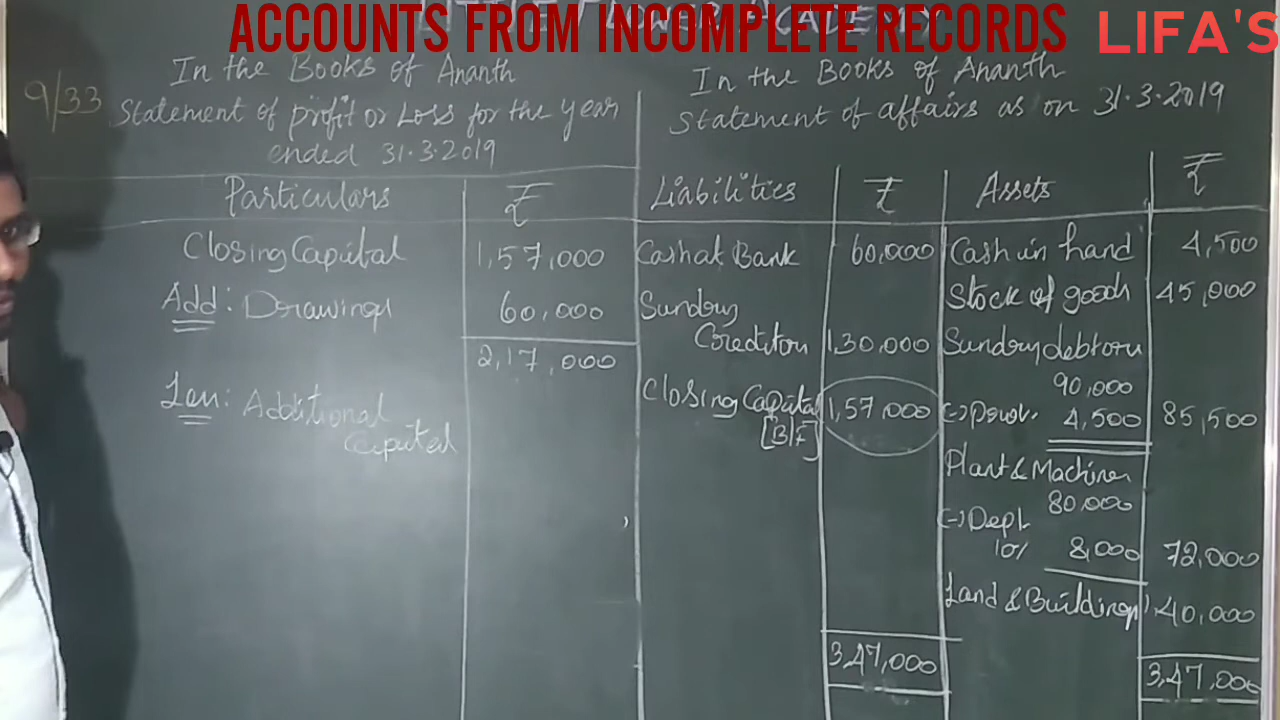 ACCOUNTS FROM INCOMPLETE RECORDS LIFA'S
9/33
In the Books of Ananth
Statement of profit or Loss for the year
ended 31.3.2019
Particulars ₹
Closing Capital 1,57,000
Add: Drawings 60,000
2,17,000
Less: Additional
capital
In the Books of Ananth
Statement of affairs as on 31.3.2019
Liabilities ₹ Assets ₹
Cash at Bank 60,000 Cash in hand 4,500
Stock of goods 45,000
Sundry
Creditors 1,30,000 Sundry debtors
90,000
Closing Capital 1,57,000 (-) 4,500 85,500
[B/F]
Plant & Machinery
80,000
(-) Dep.
10% 8,000 72,000
Land & Buildings 1,40,000
3,47,000 3,47,000